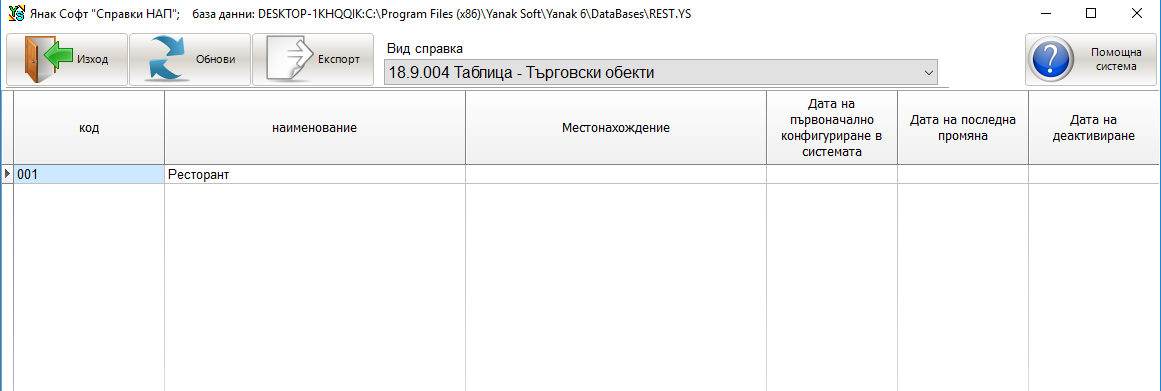 Янак Софт "Справки НАП"; база данни: DESKTOP-1KHQQIK:C:\Program Files (x86)\Yanak Soft\Yanak 6\DataBases\REST.YS
Изход
Обнови
Експорт
Вид справка
18.9.004 Таблица - Търговски обекти
Помощна
система
код
наименование
Местонахождение
Дата на
първоначално
конфигуриране в
системата
Дата на последна
промяна
Дата на
деактивиране
001
Ресторант